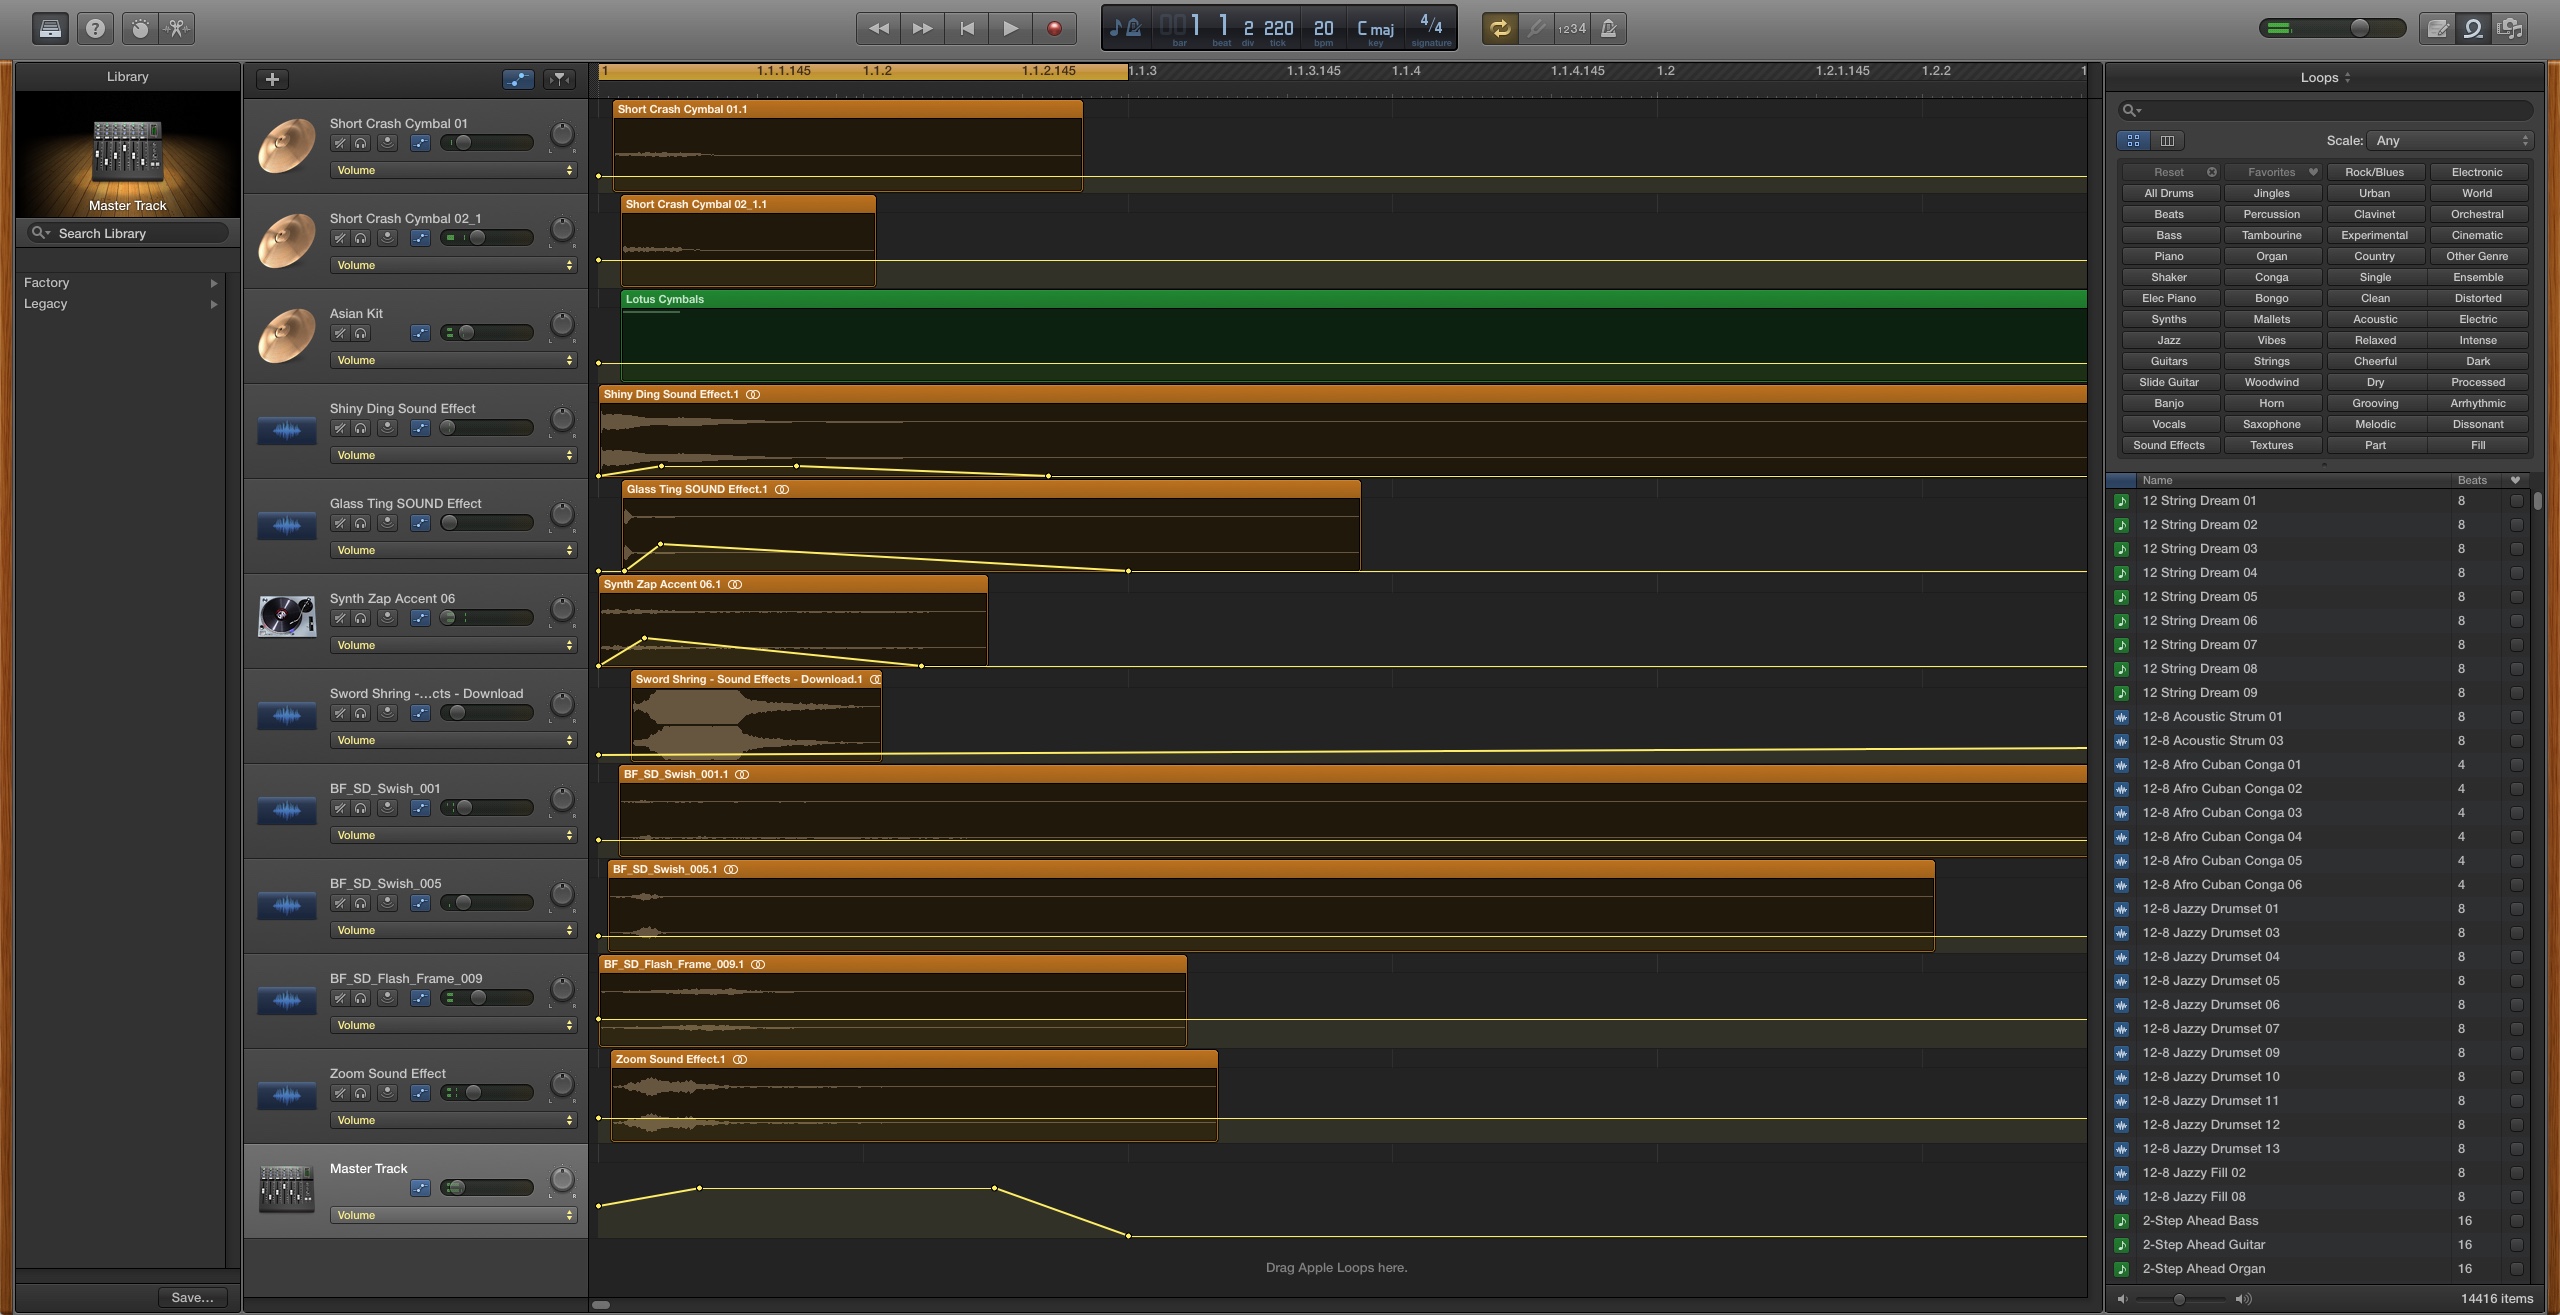 1 1 2 220 20 C maj 4/4
bar beat div tick bpm key signature
1234
Library
Master Track
Search Library
Factory
Legacy
Save...
1 1.1.1.145 1.1.2 1.1.2.145 1.1.3 1.1.3.145 1.1.4 1.1.4.145 1.2 1.2.1.145 1.2.2 1
Short Crash Cymbal 01
Volume
Short Crash Cymbal 01.1
Short Crash Cymbal 02_1
Volume
Short Crash Cymbal 02_1.1
Asian Kit
Volume
Lotus Cymbals
Shiny Ding Sound Effect
Volume
Shiny Ding Sound Effect.1
Glass Ting SOUND Effect
Volume
Glass Ting SOUND Effect.1
Synth Zap Accent 06
Volume
Synth Zap Accent 06.1
Sword Shring -...cts - Download
Volume
Sword Shring - Sound Effects - Download.1
BF_SD_Swish_001
Volume
BF_SD_Swish_001.1
BF_SD_Swish_005
Volume
BF_SD_Swish_005.1
BF_SD_Flash_Frame_009
Volume
BF_SD_Flash_Frame_009.1
Zoom Sound Effect
Volume
Zoom Sound Effect.1
Master Track
Volume
Drag Apple Loops here.
Loops
Scale: Any
Reset Favorites Rock/Blues Electronic
All Drums Jingles Urban World
Beats Percussion Clavinet Orchestral
Bass Tambourine Experimental Cinematic
Piano Organ Country Other Genre
Shaker Conga Single Ensemble
Elec Piano Bongo Clean Distorted
Synths Mallets Acoustic Electric
Jazz Vibes Relaxed Intense
Guitars Strings Cheerful Dark
Slide Guitar Woodwind Dry Processed
Banjo Horn Grooving Arrhythmic
Vocals Saxophone Melodic Dissonant
Sound Effects Textures Part Fill
Name Beats
12 String Dream 01 8
12 String Dream 02 8
12 String Dream 03 8
12 String Dream 04 8
12 String Dream 05 8
12 String Dream 06 8
12 String Dream 07 8
12 String Dream 08 8
12 String Dream 09 8
12-8 Acoustic Strum 01 8
12-8 Acoustic Strum 03 8
12-8 Afro Cuban Conga 01 4
12-8 Afro Cuban Conga 02 4
12-8 Afro Cuban Conga 03 4
12-8 Afro Cuban Conga 04 4
12-8 Afro Cuban Conga 05 4
12-8 Afro Cuban Conga 06 4
12-8 Jazzy Drumset 01 8
12-8 Jazzy Drumset 03 8
12-8 Jazzy Drumset 04 8
12-8 Jazzy Drumset 05 8
12-8 Jazzy Drumset 06 8
12-8 Jazzy Drumset 07 8
12-8 Jazzy Drumset 09 8
12-8 Jazzy Drumset 10 8
12-8 Jazzy Drumset 11 8
12-8 Jazzy Drumset 12 8
12-8 Jazzy Drumset 13 8
12-8 Jazzy Fill 02 8
12-8 Jazzy Fill 08 8
2-Step Ahead Bass 16
2-Step Ahead Guitar 16
2-Step Ahead Organ 16
14416 items